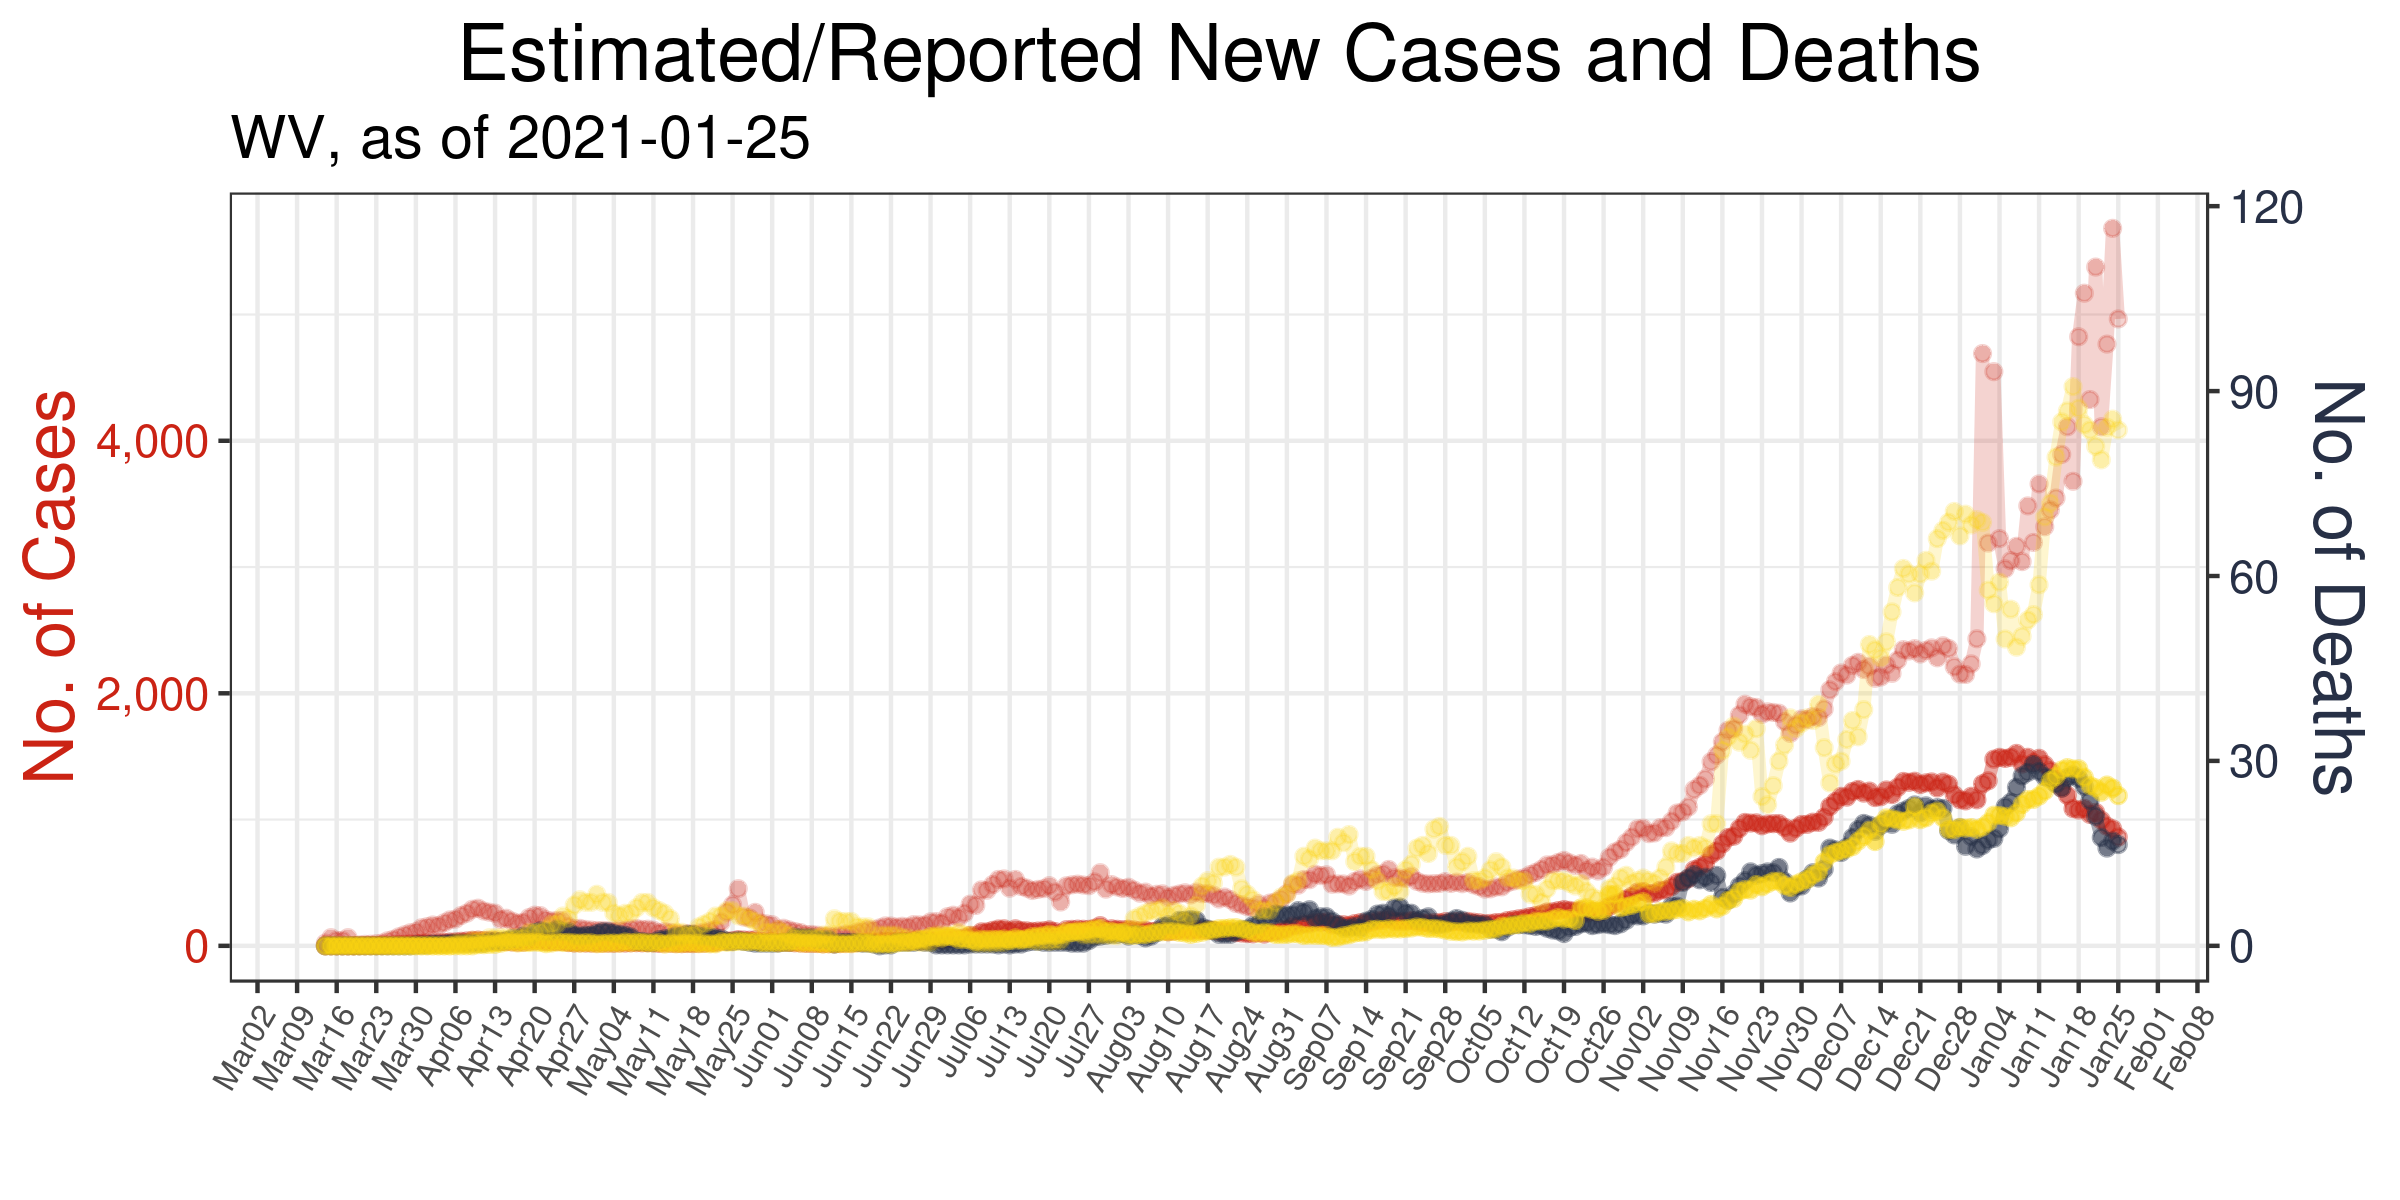 Estimated/Reported New Cases and Deaths
WV, as of 2021-01-25
No. of Cases
4,000
2,000
0
120
90
60
30
0
No. of Deaths
Mar02
Mar09
Mar16
Mar23
Mar30
Apr06
Apr13
Apr20
Apr27
May04
May11
May18
May25
Jun01
Jun08
Jun15
Jun22
Jun29
Jul06
Jul13
Jul20
Jul27
Aug03
Aug10
Aug17
Aug24
Aug31
Sep07
Sep14
Sep21
Sep28
Oct05
Oct12
Oct19
Oct26
Nov02
Nov09
Nov16
Nov23
Nov30
Dec07
Dec14
Dec21
Dec28
Jan04
Jan11
Jan18
Jan25
Feb01
Feb08